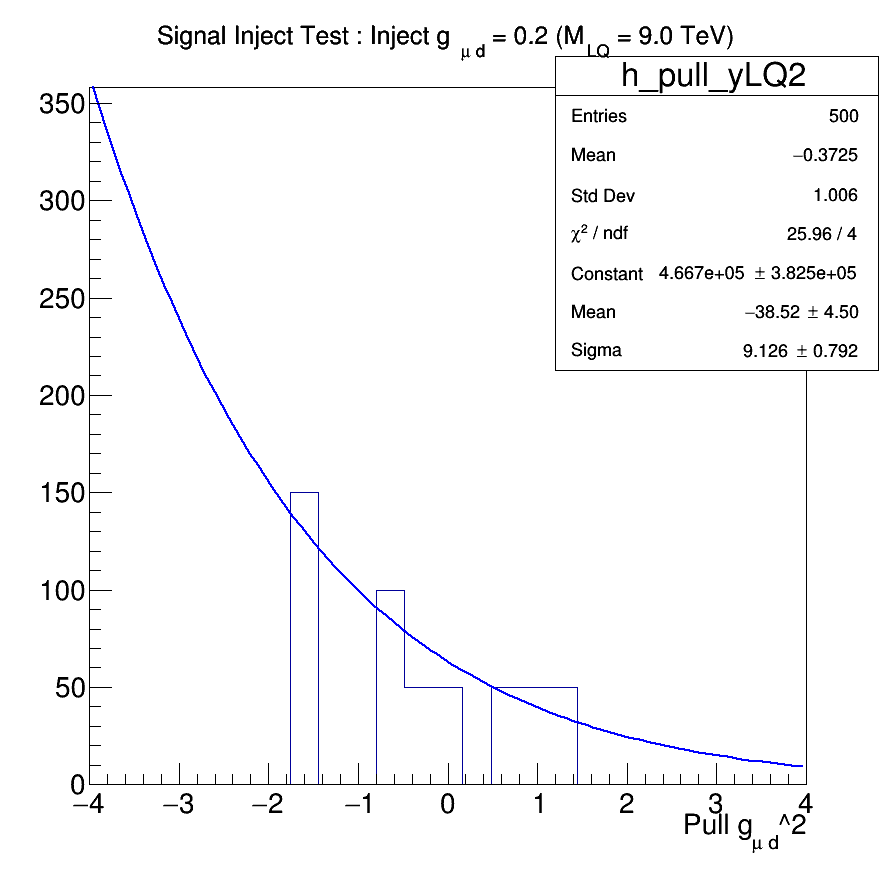 Signal Inject Test : Inject g μ d = 0.2 (M LQ = 9.0 TeV)
h_pull_yLQ2
Entries 500
Mean −0.3725
Std Dev 1.006
χ² / ndf 25.96 / 4
Constant 4.667e+05 ± 3.825e+05
Mean −38.52 ± 4.50
Sigma 9.126 ± 0.792
350
300
250
200
150
100
50
0
−4 −3 −2 −1 0 1 2 3 4
Pull g μ d ^2